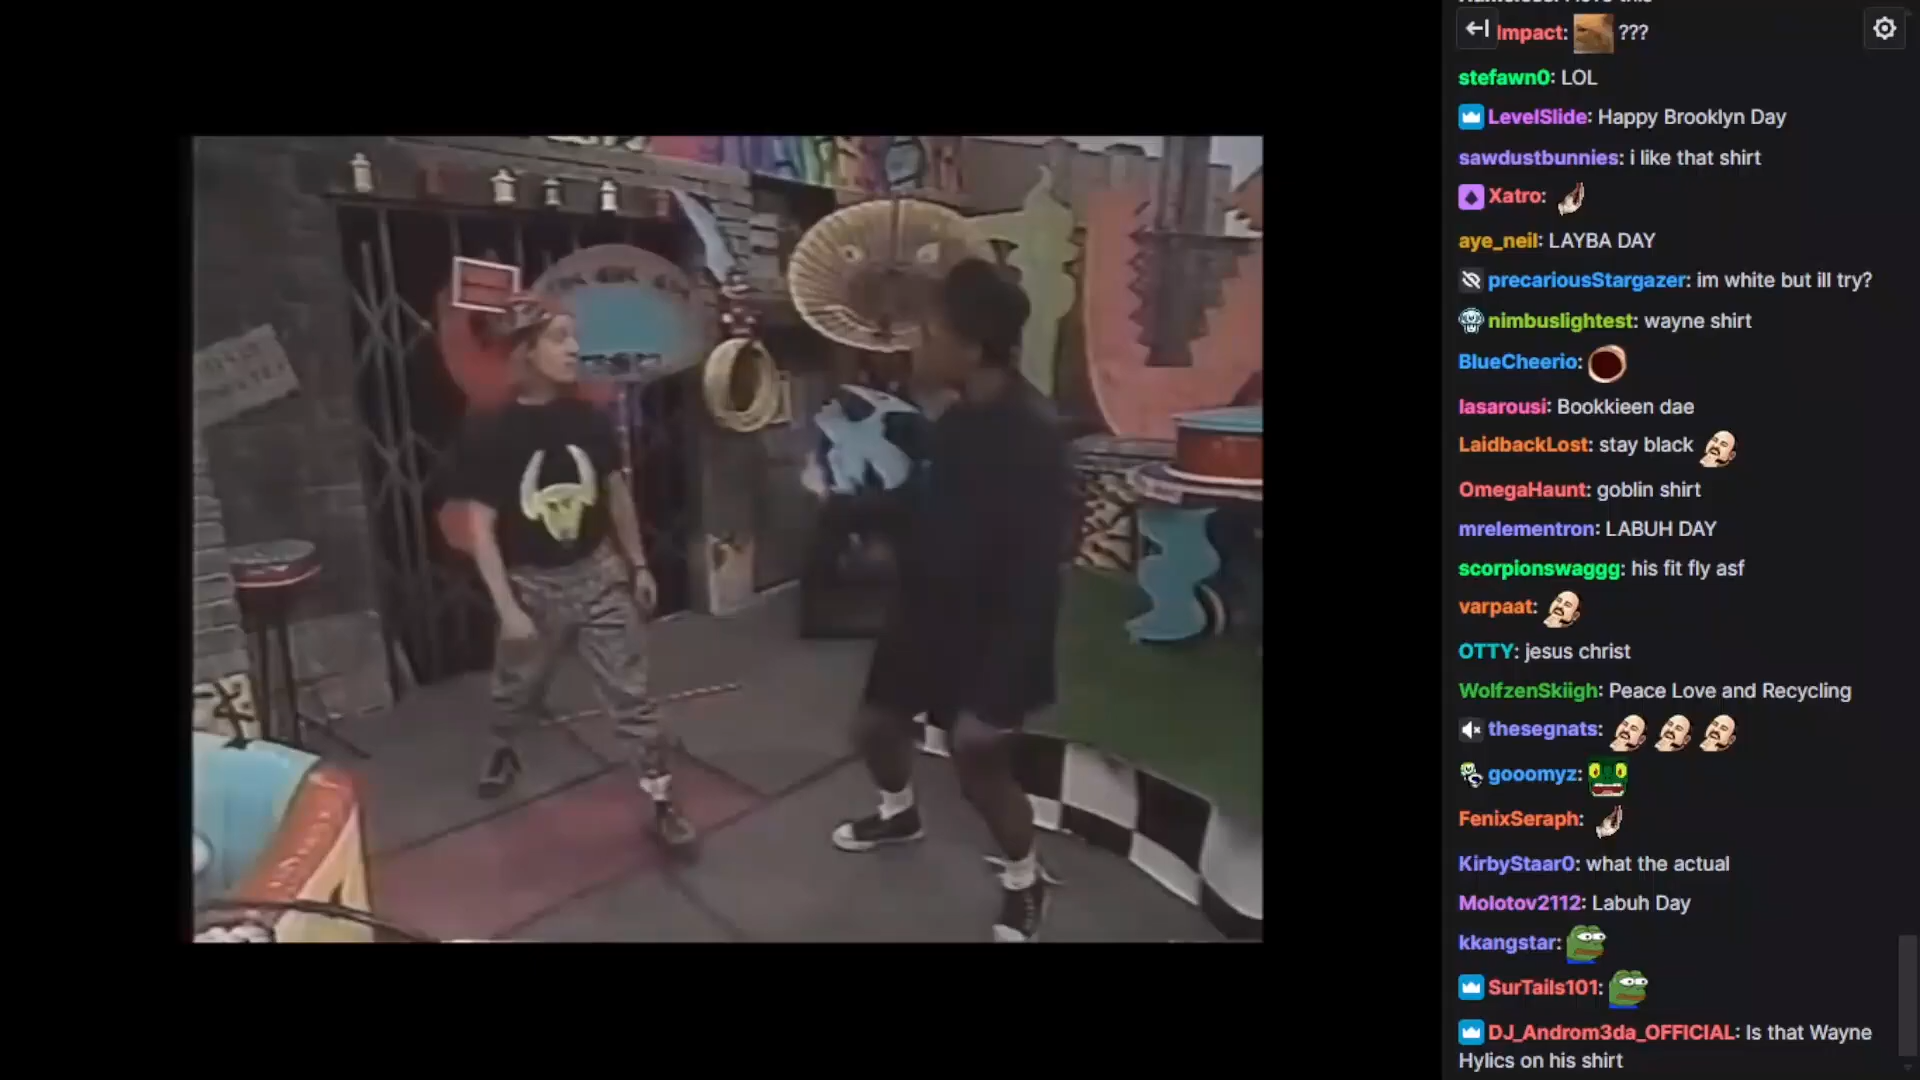 Impact: ???
stefawn0: LOL
LevelSlide: Happy Brooklyn Day
sawdustbunnies: i like that shirt
Xatro:
aye_neil: LAYBA DAY
precariousStargazer: im white but ill try?
nimbuslightest: wayne shirt
BlueCheerio:
lasarousi: Bookkieen dae
LaidbackLost: stay black
OmegaHaunt: goblin shirt
mrelementron: LABUH DAY
scorpionswaggg: his fit fly asf
varpaat:
OTTY: jesus christ
WolfzenSkiigh: Peace Love and Recycling
thesegnats:
gooomyz:
FenixSeraph:
KirbyStaar0: what the actual
Molotov2112: Labuh Day
kkangstar:
SurTails101:
DJ_Androm3da_OFFICIAL: Is that Wayne
Hylics on his shirt